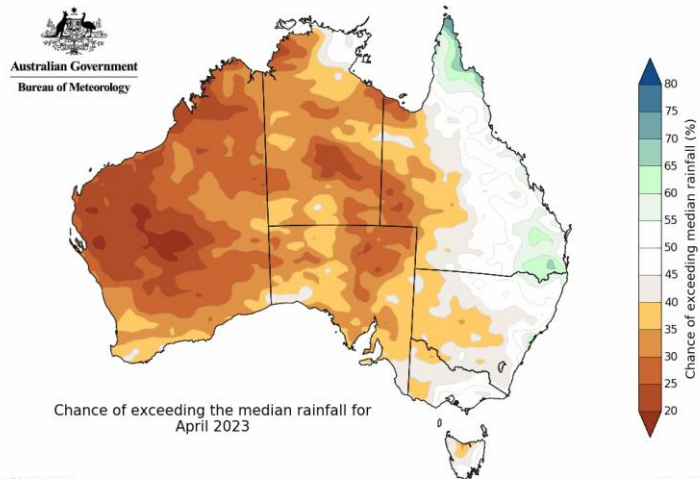 Australian Government
Bureau of Meteorology
80
75
70
65
60
55
50
45
40
35
30
25
20
Chance of exceeding median rainfall (%)
Chance of exceeding the median rainfall for
April 2023